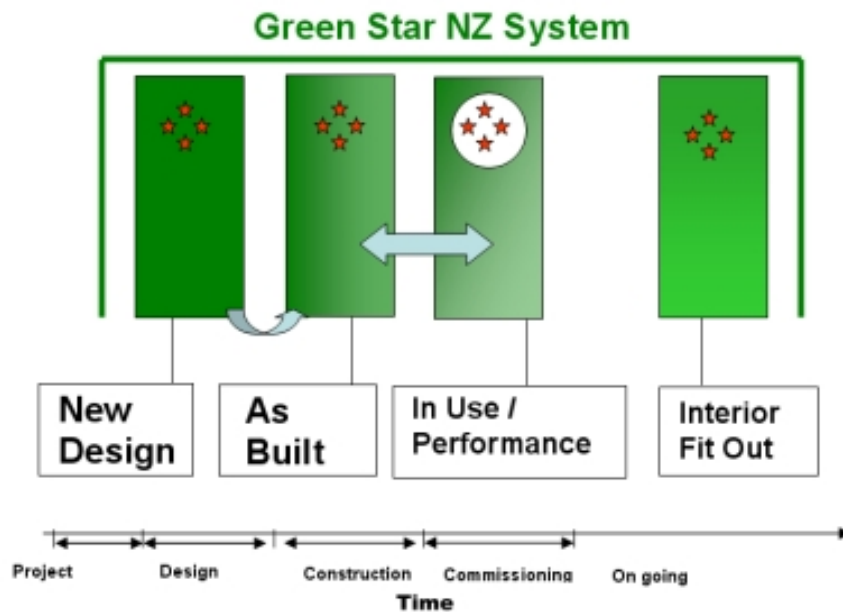 Green Star NZ System
New
Design
As
Built
In Use /
Performance
Interior
Fit Out
Project
Design
Construction
Commissioning
On going
Time